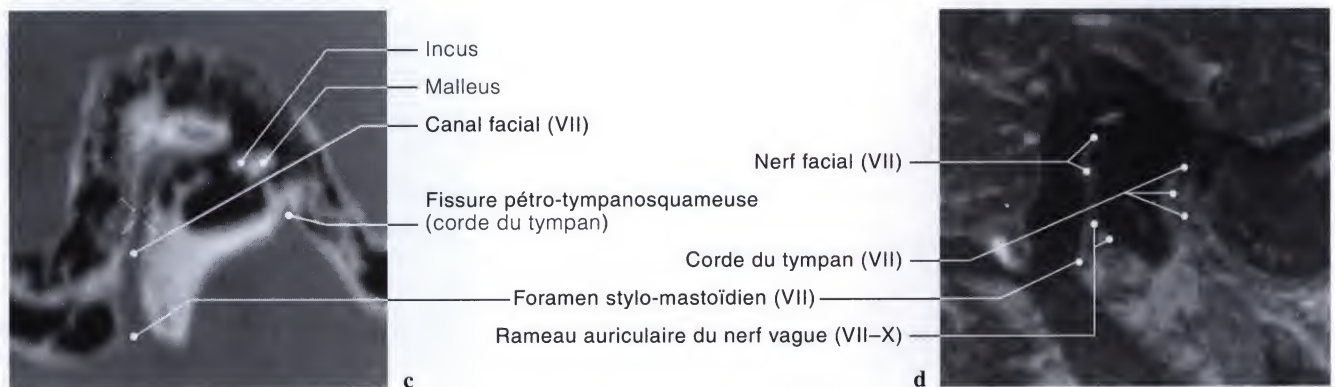 Incus
Malleus
Canal facial (VII)
Nerf facial (VII)
Fissure pétro-tympanosquameuse
(corde du tympan)
Corde du tympan (VII)
Foramen stylo-mastoïdien (VII)
Rameau auriculaire du nerf vague (VII–X)
c
d